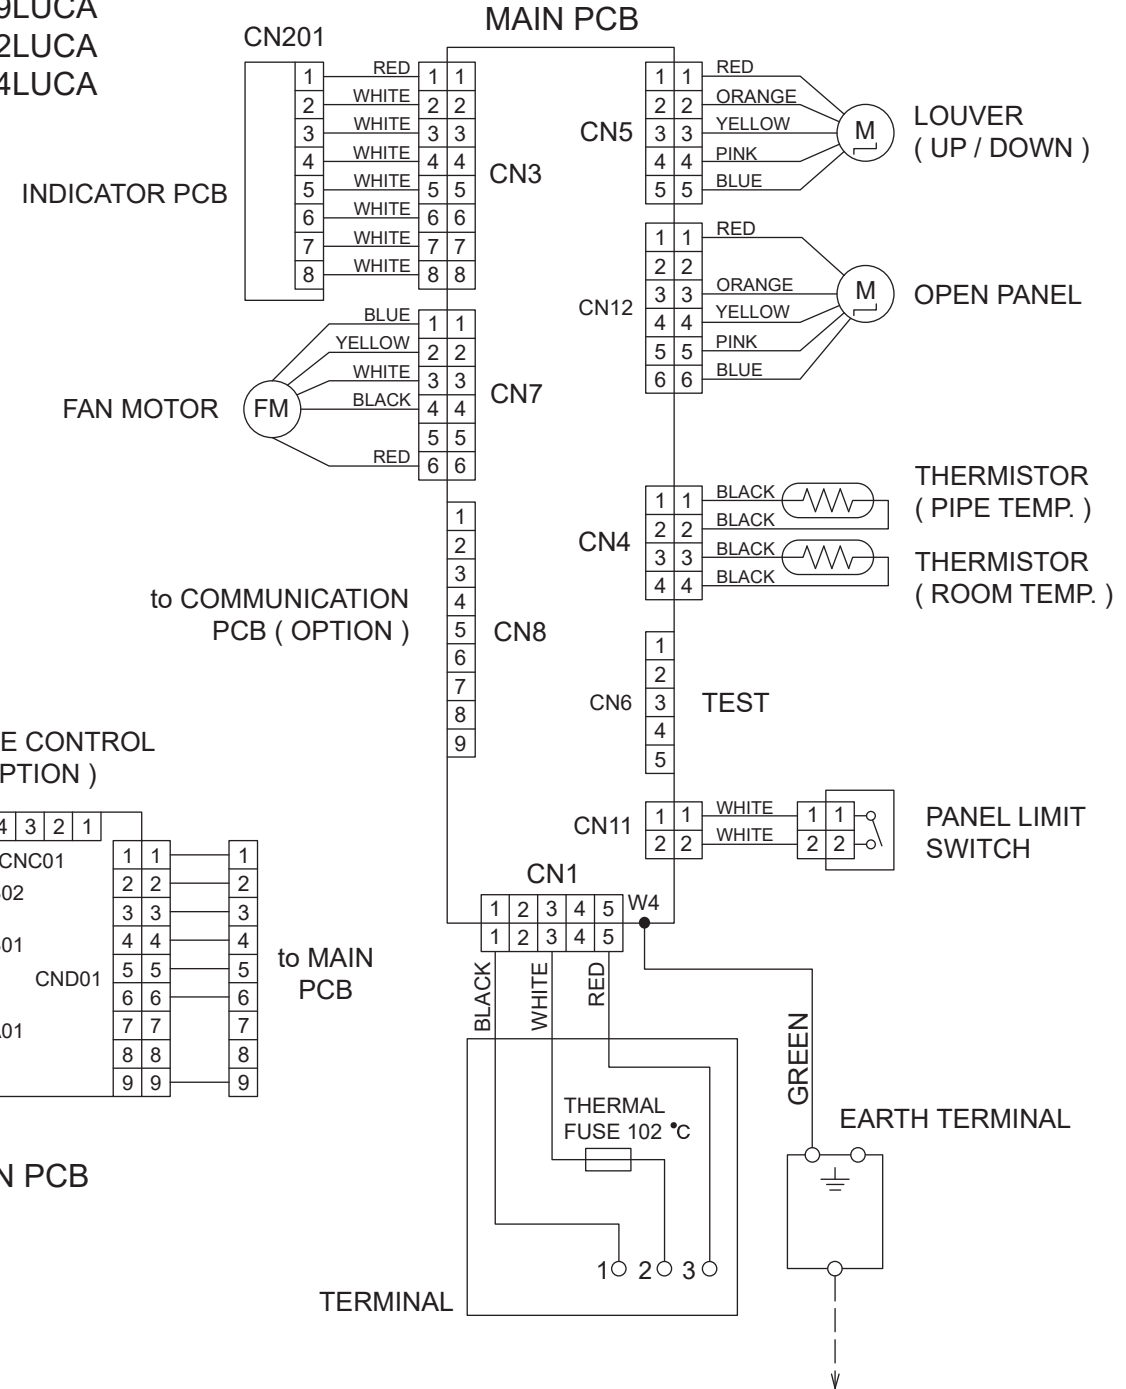 9LUCA
2LUCA
4LUCA
MAIN PCB
CN201
1 RED 1 1
2 WHITE 2 2
3 WHITE 3 3
4 WHITE 4 4
5 WHITE 5 5
6 WHITE 6 6
7 WHITE 7 7
8 WHITE 8 8
INDICATOR PCB
CN3
1 1 RED
2 2 ORANGE
3 3 YELLOW
4 4 PINK
5 5 BLUE
CN5
M
LOUVER
( UP / DOWN )
1 1 RED
2 2
3 3 ORANGE
4 4 YELLOW
5 5 PINK
6 6 BLUE
CN12
M
OPEN PANEL
BLUE 1 1
YELLOW 2 2
WHITE 3 3
BLACK 4 4
5 5
RED 6 6
FAN MOTOR
FM
CN7
CN4
1 1 BLACK
2 2 BLACK
3 3 BLACK
4 4 BLACK
THERMISTOR
( PIPE TEMP. )
THERMISTOR
( ROOM TEMP. )
to COMMUNICATION
PCB ( OPTION )
1
2
3
4
5
6
7
8
9
CN8
CN6
1
2
3
4
5
TEST
CN11
1 1 WHITE 1 1
2 2 WHITE 2 2
PANEL LIMIT
SWITCH
E CONTROL
PTION )
4 3 2 1
CNC01
02
01
A01
CND01
1 1 1
2 2 2
3 3 3
4 4 4
5 5 5
6 6 6
7 7 7
8 8 8
9 9 9
to MAIN
PCB
N PCB
CN1
1 2 3 4 5
1 2 3 4 5
W4
BLACK
WHITE
RED
GREEN
THERMAL
FUSE 102 °C
1 2 3
TERMINAL
EARTH TERMINAL